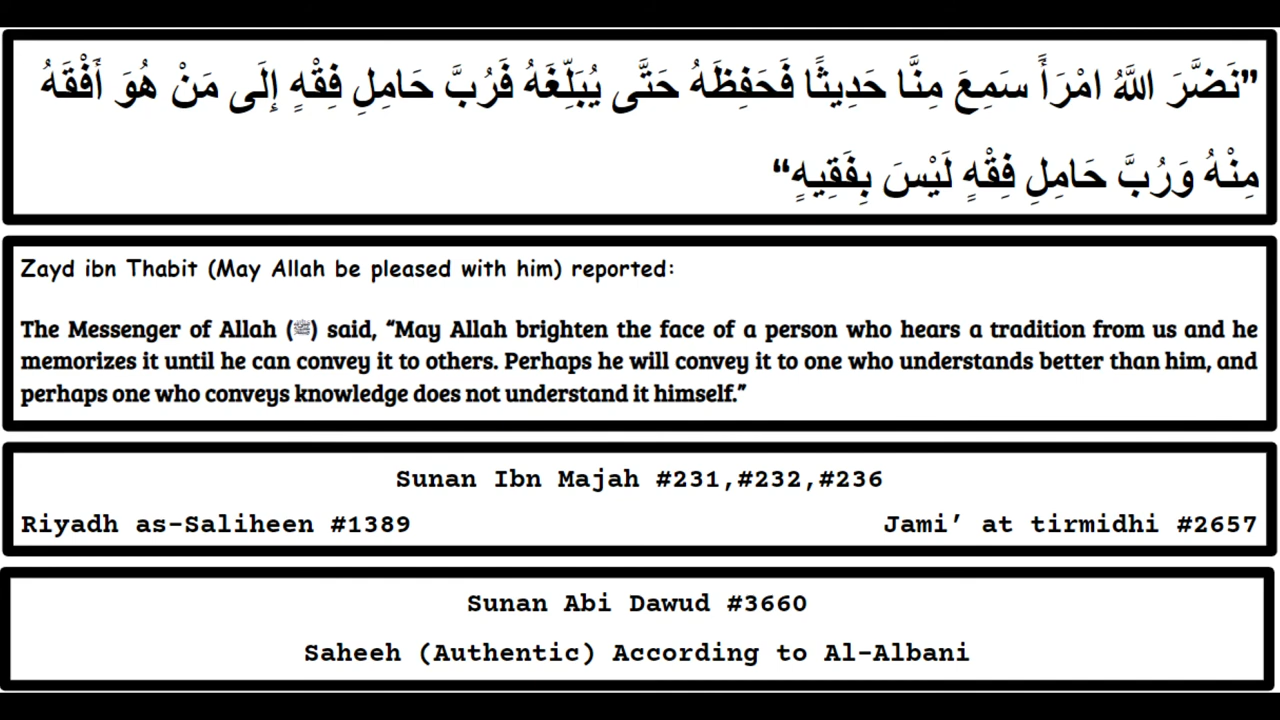 ”نَضَّرَ اللَّهُ امْرَأً سَمِعَ مِنَّا حَدِيثًا فَحَفِظَهُ حَتَّى يُبَلِّغَهُ فَرُبَّ حَامِلِ فِقْهٍ إِلَى مَنْ هُوَ أَفْقَهُ
مِنْهُ وَرُبَّ حَامِلِ فِقْهٍ لَيْسَ بِفَقِيهٍ“
Zayd ibn Thabit (May Allah be pleased with him) reported:
The Messenger of Allah (ﷺ) said, “May Allah brighten the face of a person who hears a tradition from us and he
memorizes it until he can convey it to others. Perhaps he will convey it to one who understands better than him, and
perhaps one who conveys knowledge does not understand it himself.”
Sunan Ibn Majah #231,#232,#236
Riyadh as-Saliheen #1389 Jami’ at tirmidhi #2657
Sunan Abi Dawud #3660
Saheeh (Authentic) According to Al-Albani